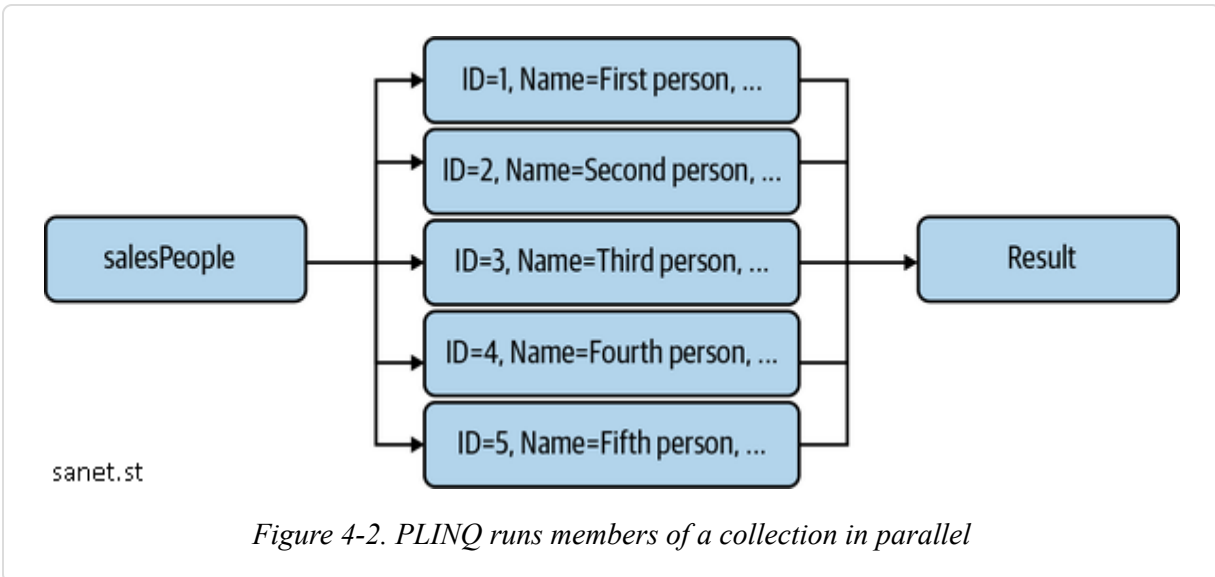 ID=1, Name=First person, ...
ID=2, Name=Second person, ...
salesPeople
ID=3, Name=Third person, ...
Result
ID=4, Name=Fourth person, ...
ID=5, Name=Fifth person, ...
sanet.st
Figure 4-2. PLINQ runs members of a collection in parallel